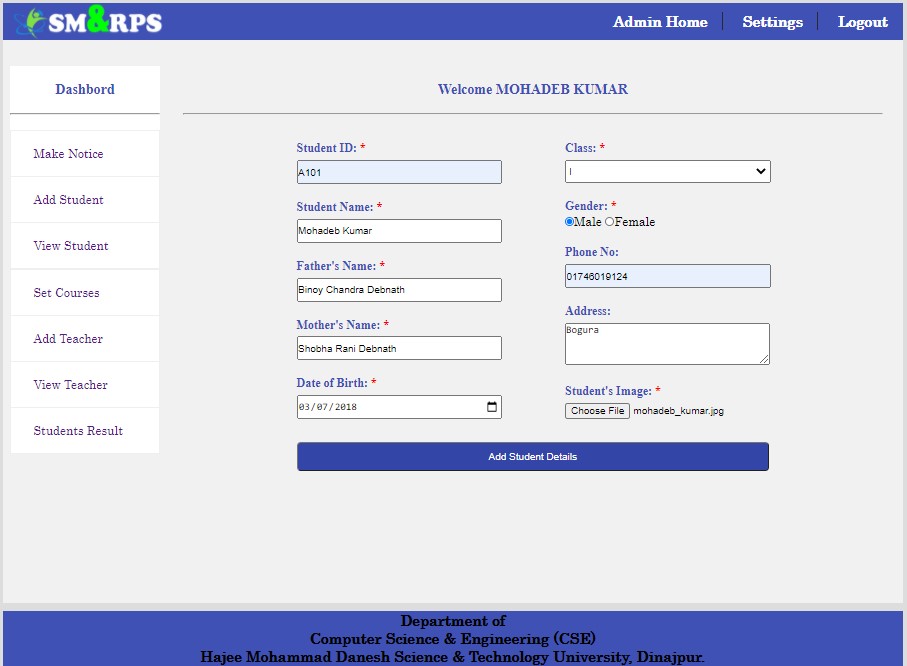 SM&RPS
Admin Home
Settings
Logout
Dashbord
Make Notice
Add Student
View Student
Set Courses
Add Teacher
View Teacher
Students Result
Welcome MOHADEB KUMAR
Student ID: *
A101
Student Name: *
Mohadeb Kumar
Father's Name: *
Binoy Chandra Debnath
Mother's Name: *
Shobha Rani Debnath
Date of Birth: *
03/07/2018
Class: *
I
Gender: *
Male Female
Phone No:
01746019124
Address:
Bogura
Student's Image: *
Choose File mohadeb_kumar.jpg
Add Student Details
Department of
Computer Science & Engineering (CSE)
Hajee Mohammad Danesh Science & Technology University, Dinajpur.